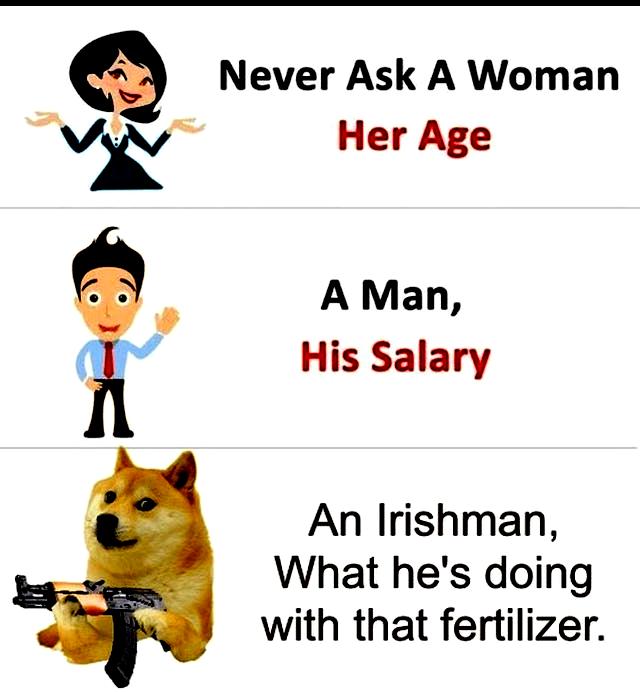 Never Ask A Woman
Her Age
A Man,
His Salary
An Irishman,
What he's doing
with that fertilizer.